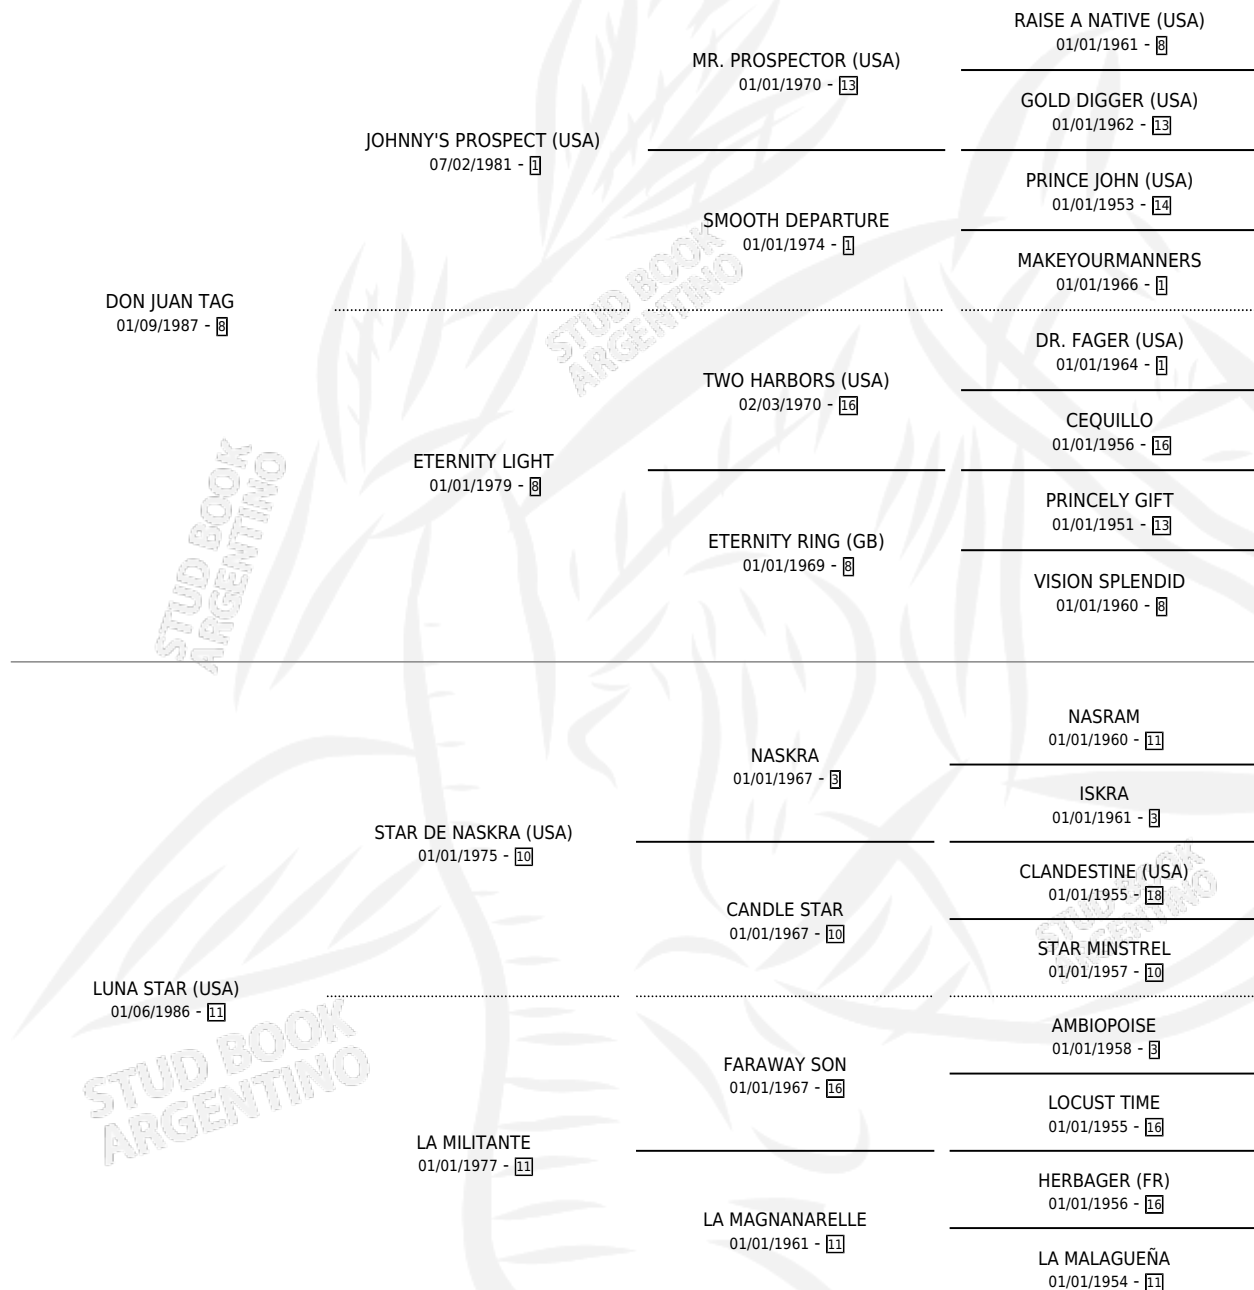 RAISE A NATIVE (USA)
01/01/1961 - 8
MR. PROSPECTOR (USA)
01/01/1970 - 13
GOLD DIGGER (USA)
01/01/1962 - 13
JOHNNY'S PROSPECT (USA)
07/02/1981 - 1
PRINCE JOHN (USA)
01/01/1953 - 14
SMOOTH DEPARTURE
01/01/1974 - 1
MAKEYOURMANNERS
01/01/1966 - 1
DON JUAN TAG
01/09/1987 - 8
DR. FAGER (USA)
01/01/1964 - 1
TWO HARBORS (USA)
02/03/1970 - 16
CEQUILLO
01/01/1956 - 16
ETERNITY LIGHT
01/01/1979 - 8
PRINCELY GIFT
01/01/1951 - 13
ETERNITY RING (GB)
01/01/1969 - 8
VISION SPLENDID
01/01/1960 - 8
STUD BOOK
ARGENTINO
STUD BOOK
ARGENTINO
NASRAM
01/01/1960 - 11
NASKRA
01/01/1967 - 3
ISKRA
01/01/1961 - 3
STAR DE NASKRA (USA)
01/01/1975 - 10
CLANDESTINE (USA)
01/01/1955 - 18
CANDLE STAR
01/01/1967 - 10
STAR MINSTREL
01/01/1957 - 10
LUNA STAR (USA)
01/06/1986 - 11
AMBIOPOISE
01/01/1958 - 3
FARAWAY SON
01/01/1967 - 16
LOCUST TIME
01/01/1955 - 16
LA MILITANTE
01/01/1977 - 11
HERBAGER (FR)
01/01/1956 - 16
LA MAGNANARELLE
01/01/1961 - 11
LA MALAGUEÑA
01/01/1954 - 11
STUD BOOK
ARGENTINO
STUD BOOK
ARGENTINO